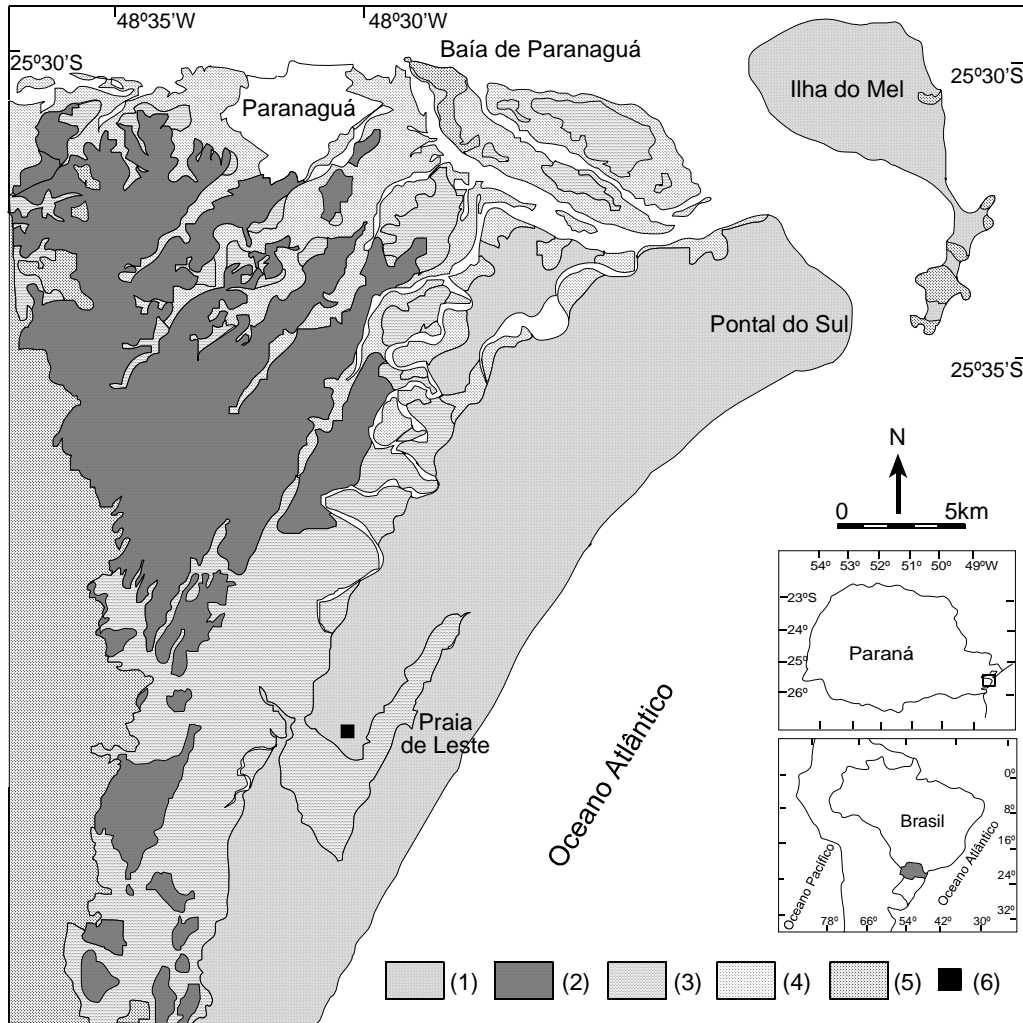 48º35’W
48º30’W
25º30’S
Baía de Paranaguá
25º30’S
Paranaguá
Ilha do Mel
Pontal do Sul
25º35’S
N
0 5km
54º 53º 52º 51º 50º 49ºW
23ºS
24º
25º
26º
Paraná
Praia
de Leste
Oceano Atlântico
Brasil
Oceano Pacífico
Oceano Atlântico
0º
8º
16º
24º
32º
78º 66º 54º 42º 30º
(1) (2) (3) (4) (5) (6)